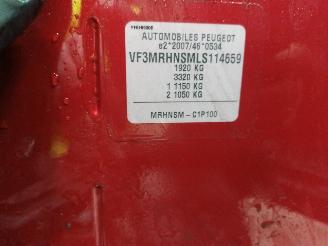 AUTOMOBILES PEUGEOT
e2*2007/46*0534
VF3MRHNSMLS114659
1920 KG
3320 KG
1 1150 KG
2 1050 KG
MRHNSM - C1P100